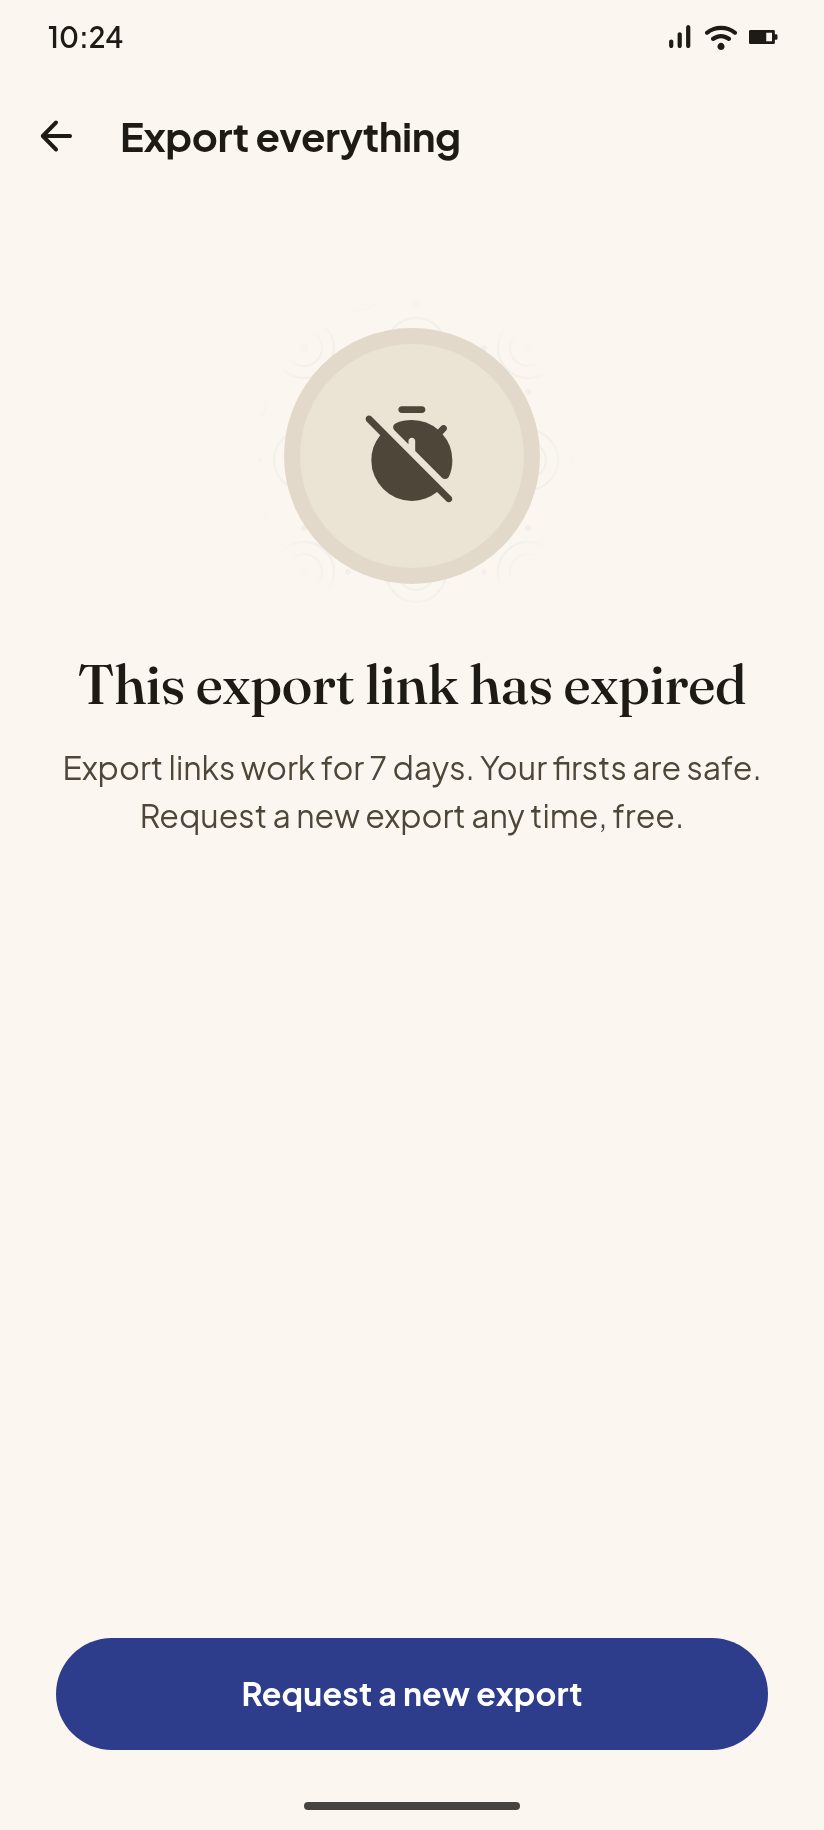 10:24
Export everything
This export link has expired
Export links work for 7 days. Your firsts are safe.
Request a new export any time, free.
Request a new export